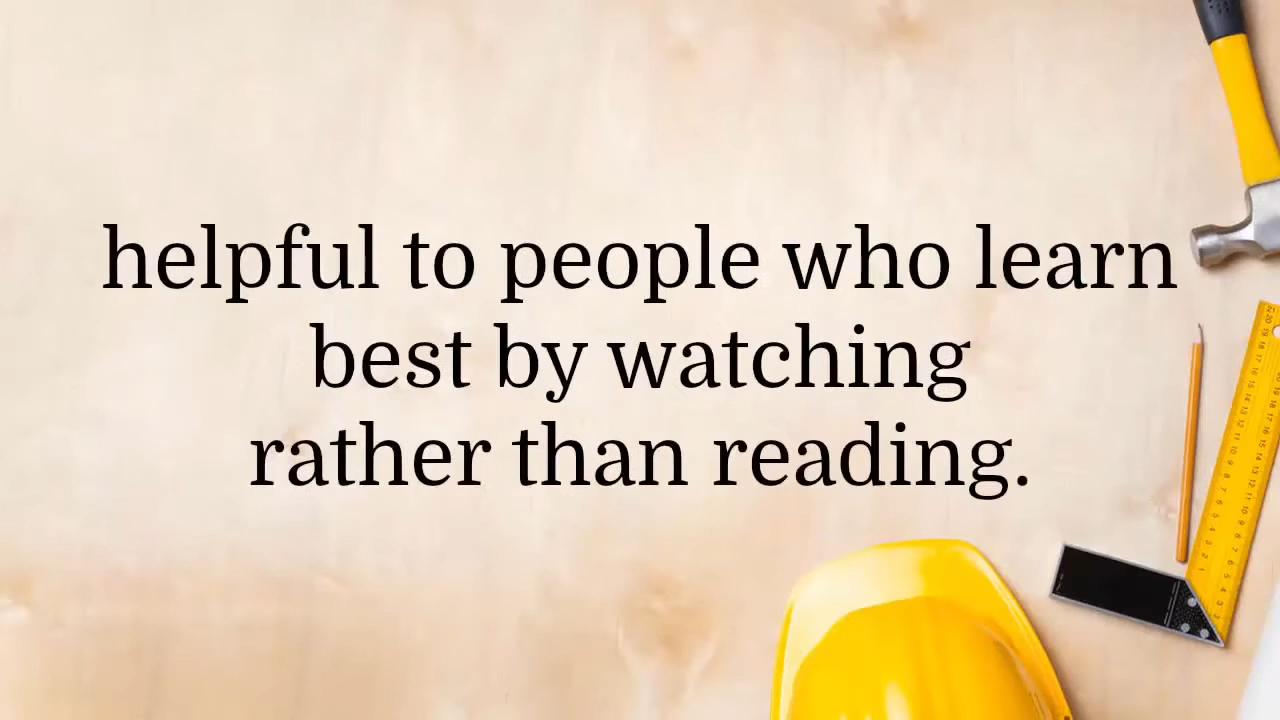 helpful to people who learn
best by watching
rather than reading.